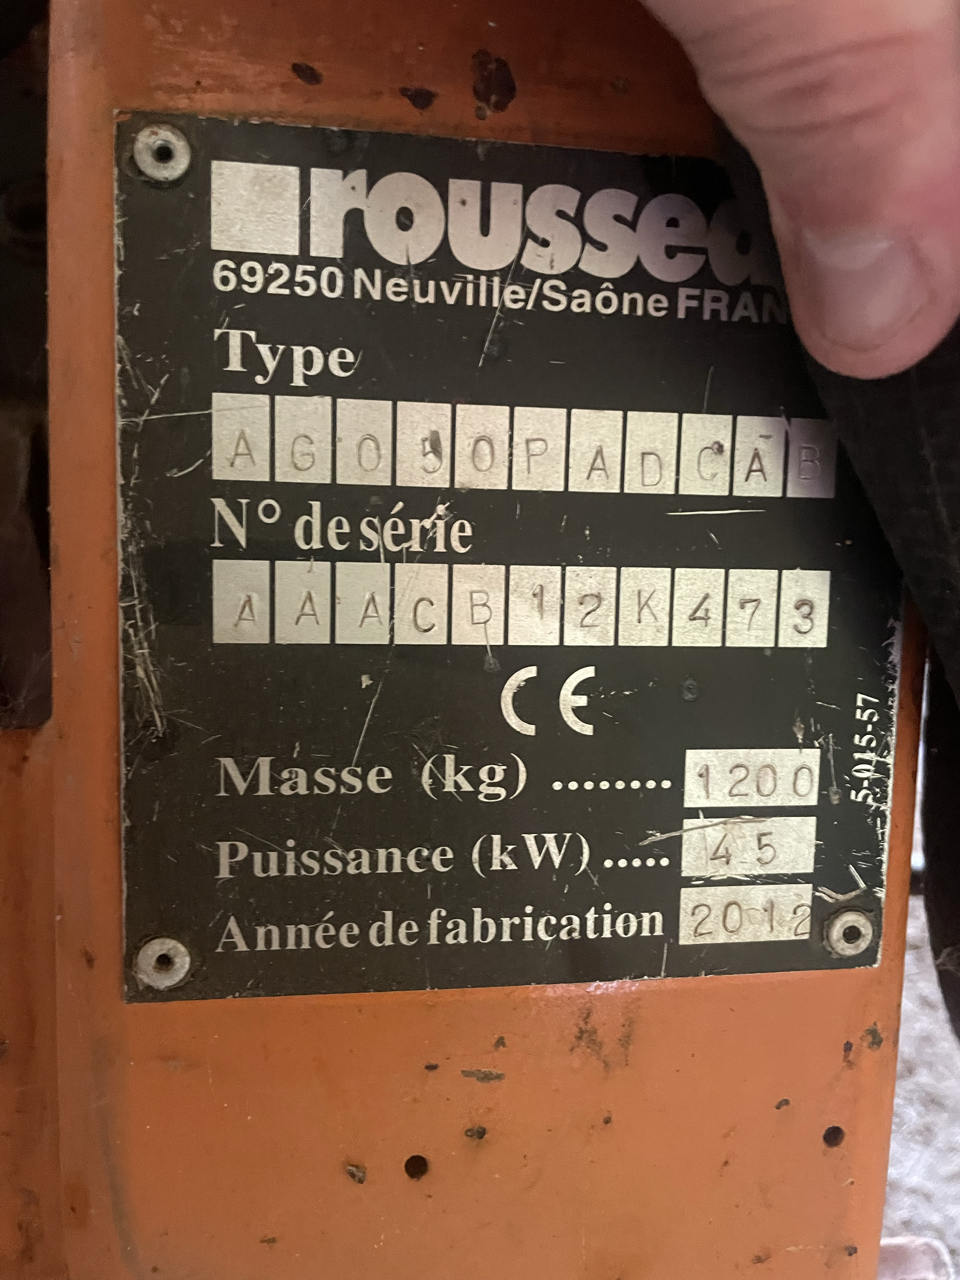 roussea
69250 Neuville/Saône FRAN
Type
AG050PADCAB
N° de série
AAACB12K473
CE
Masse (kg) ........ 1200
Puissance (kW) ..... 45
Année de fabrication 2012
5-015-57